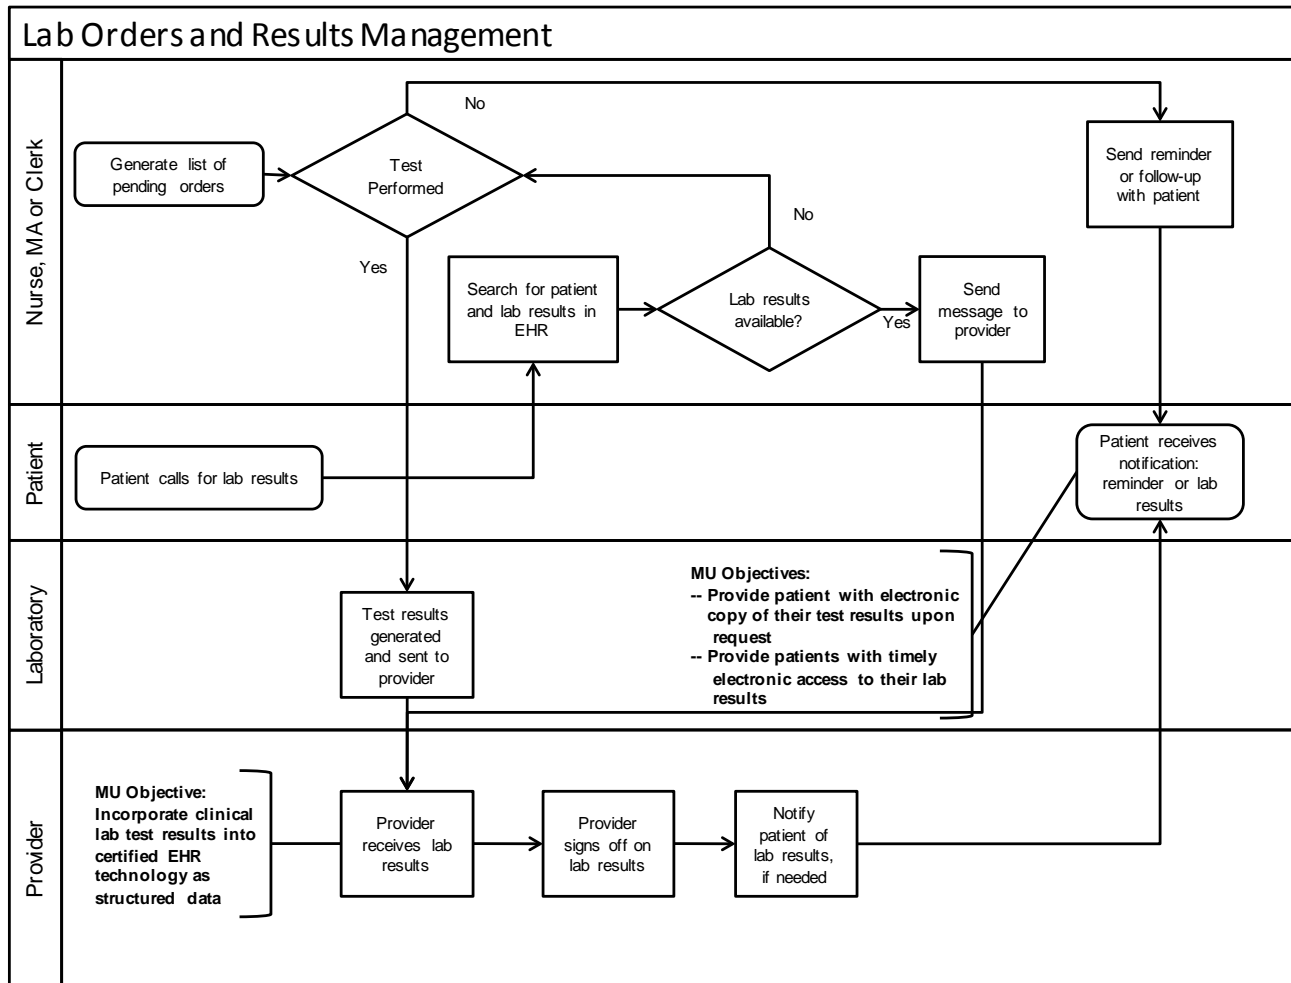 Lab Orders and Results Management
Nurse, MA or Clerk
No
Generate list of
pending orders
Test
Performed
Send reminder
or follow-up
with patient
No
Yes
Search for patient
and lab results in
EHR
Lab results
available?
Yes
Send
message to
provider
Patient
Patient calls for lab results
Patient receives
notification:
reminder or lab
results
Laboratory
Test results
generated
and sent to
provider
MU Objectives:
-- Provide patient with electronic
copy of their test results upon
request
-- Provide patients with timely
electronic access to their lab
results
Provider
MU Objective:
Incorporate clinical
lab test results into
certified EHR
technology as
structured data
Provider
receives lab
results
Provider
signs off on
lab results
Notify
patient of
lab results,
if needed